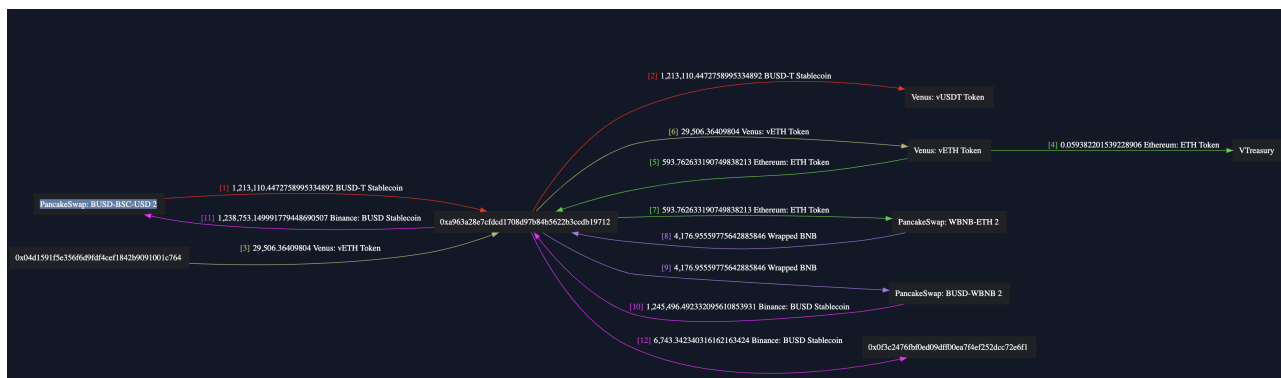 [2] 1,213,110.4472758995334892 BUSD-T Stablecoin
Venus: vUSDT Token
[6] 29,506.36409804 Venus: vETH Token
Venus: vETH Token
[4] 0.059382201539228906 Ethereum: ETH Token
VTreasury
[5] 593.762633190749838213 Ethereum: ETH Token
[1] 1,213,110.4472758995334892 BUSD-T Stablecoin
PancakeSwap: BUSD-BSC-USD 2
[11] 1,238,753.149991779448690507 Binance: BUSD Stablecoin
0xa963a28e7cfdcd1708d97b84b5622b3ccdb19712
[7] 593.762633190749838213 Ethereum: ETH Token
PancakeSwap: WBNB-ETH 2
[8] 4,176.95559775642885846 Wrapped BNB
[3] 29,506.36409804 Venus: vETH Token
0x04d1591f5e356f6d9fdf4cef1842b9091001c764
[9] 4,176.95559775642885846 Wrapped BNB
PancakeSwap: BUSD-WBNB 2
[10] 1,245,496.492332095610853931 Binance: BUSD Stablecoin
[12] 6,743.342340316162163424 Binance: BUSD Stablecoin
0x0f3c2476fbf0ed09dff00ea7f4ef252dcc72e6f1